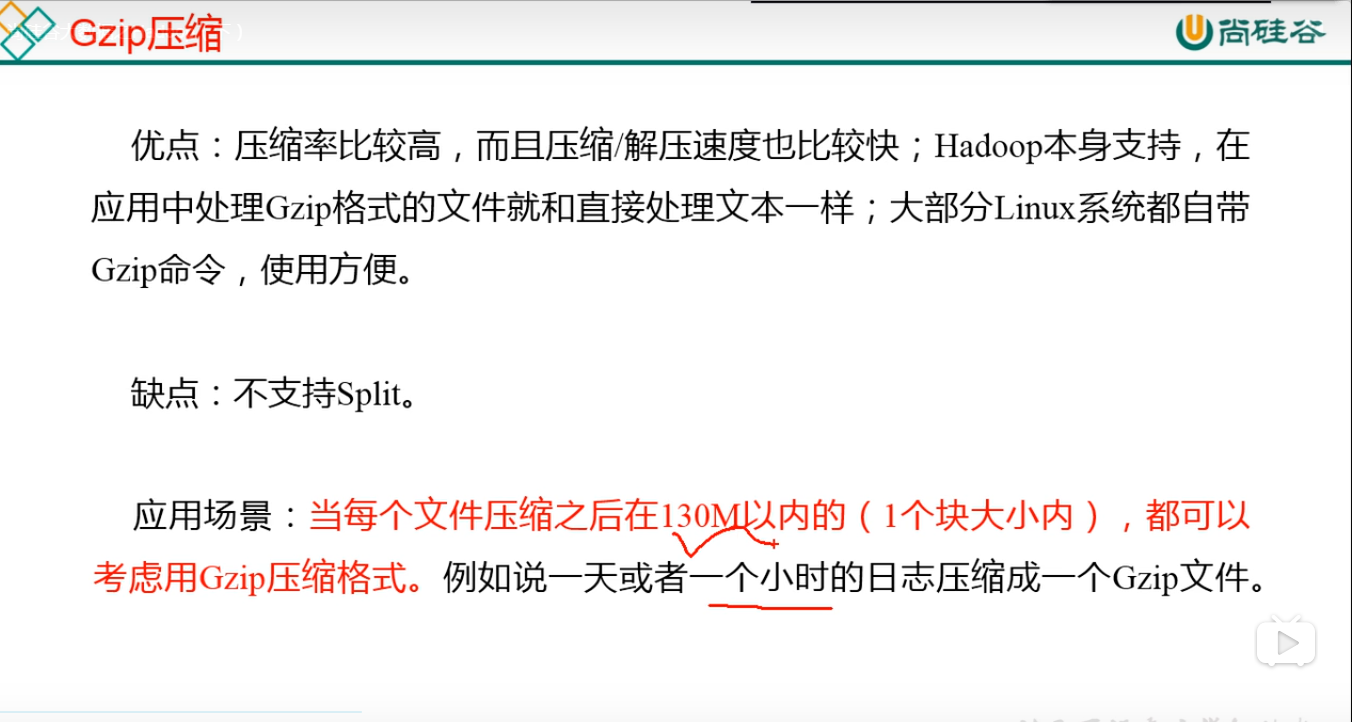 Gzip压缩
尚硅谷
优点：压缩率比较高，而且压缩/解压速度也比较快；Hadoop本身支持，在
应用中处理Gzip格式的文件就和直接处理文本一样；大部分Linux系统都自带
Gzip命令，使用方便。
缺点：不支持Split。
应用场景：当每个文件压缩之后在130M以内的（1个块大小内），都可以
考虑用Gzip压缩格式。例如说一天或者一个小时的日志压缩成一个Gzip文件。